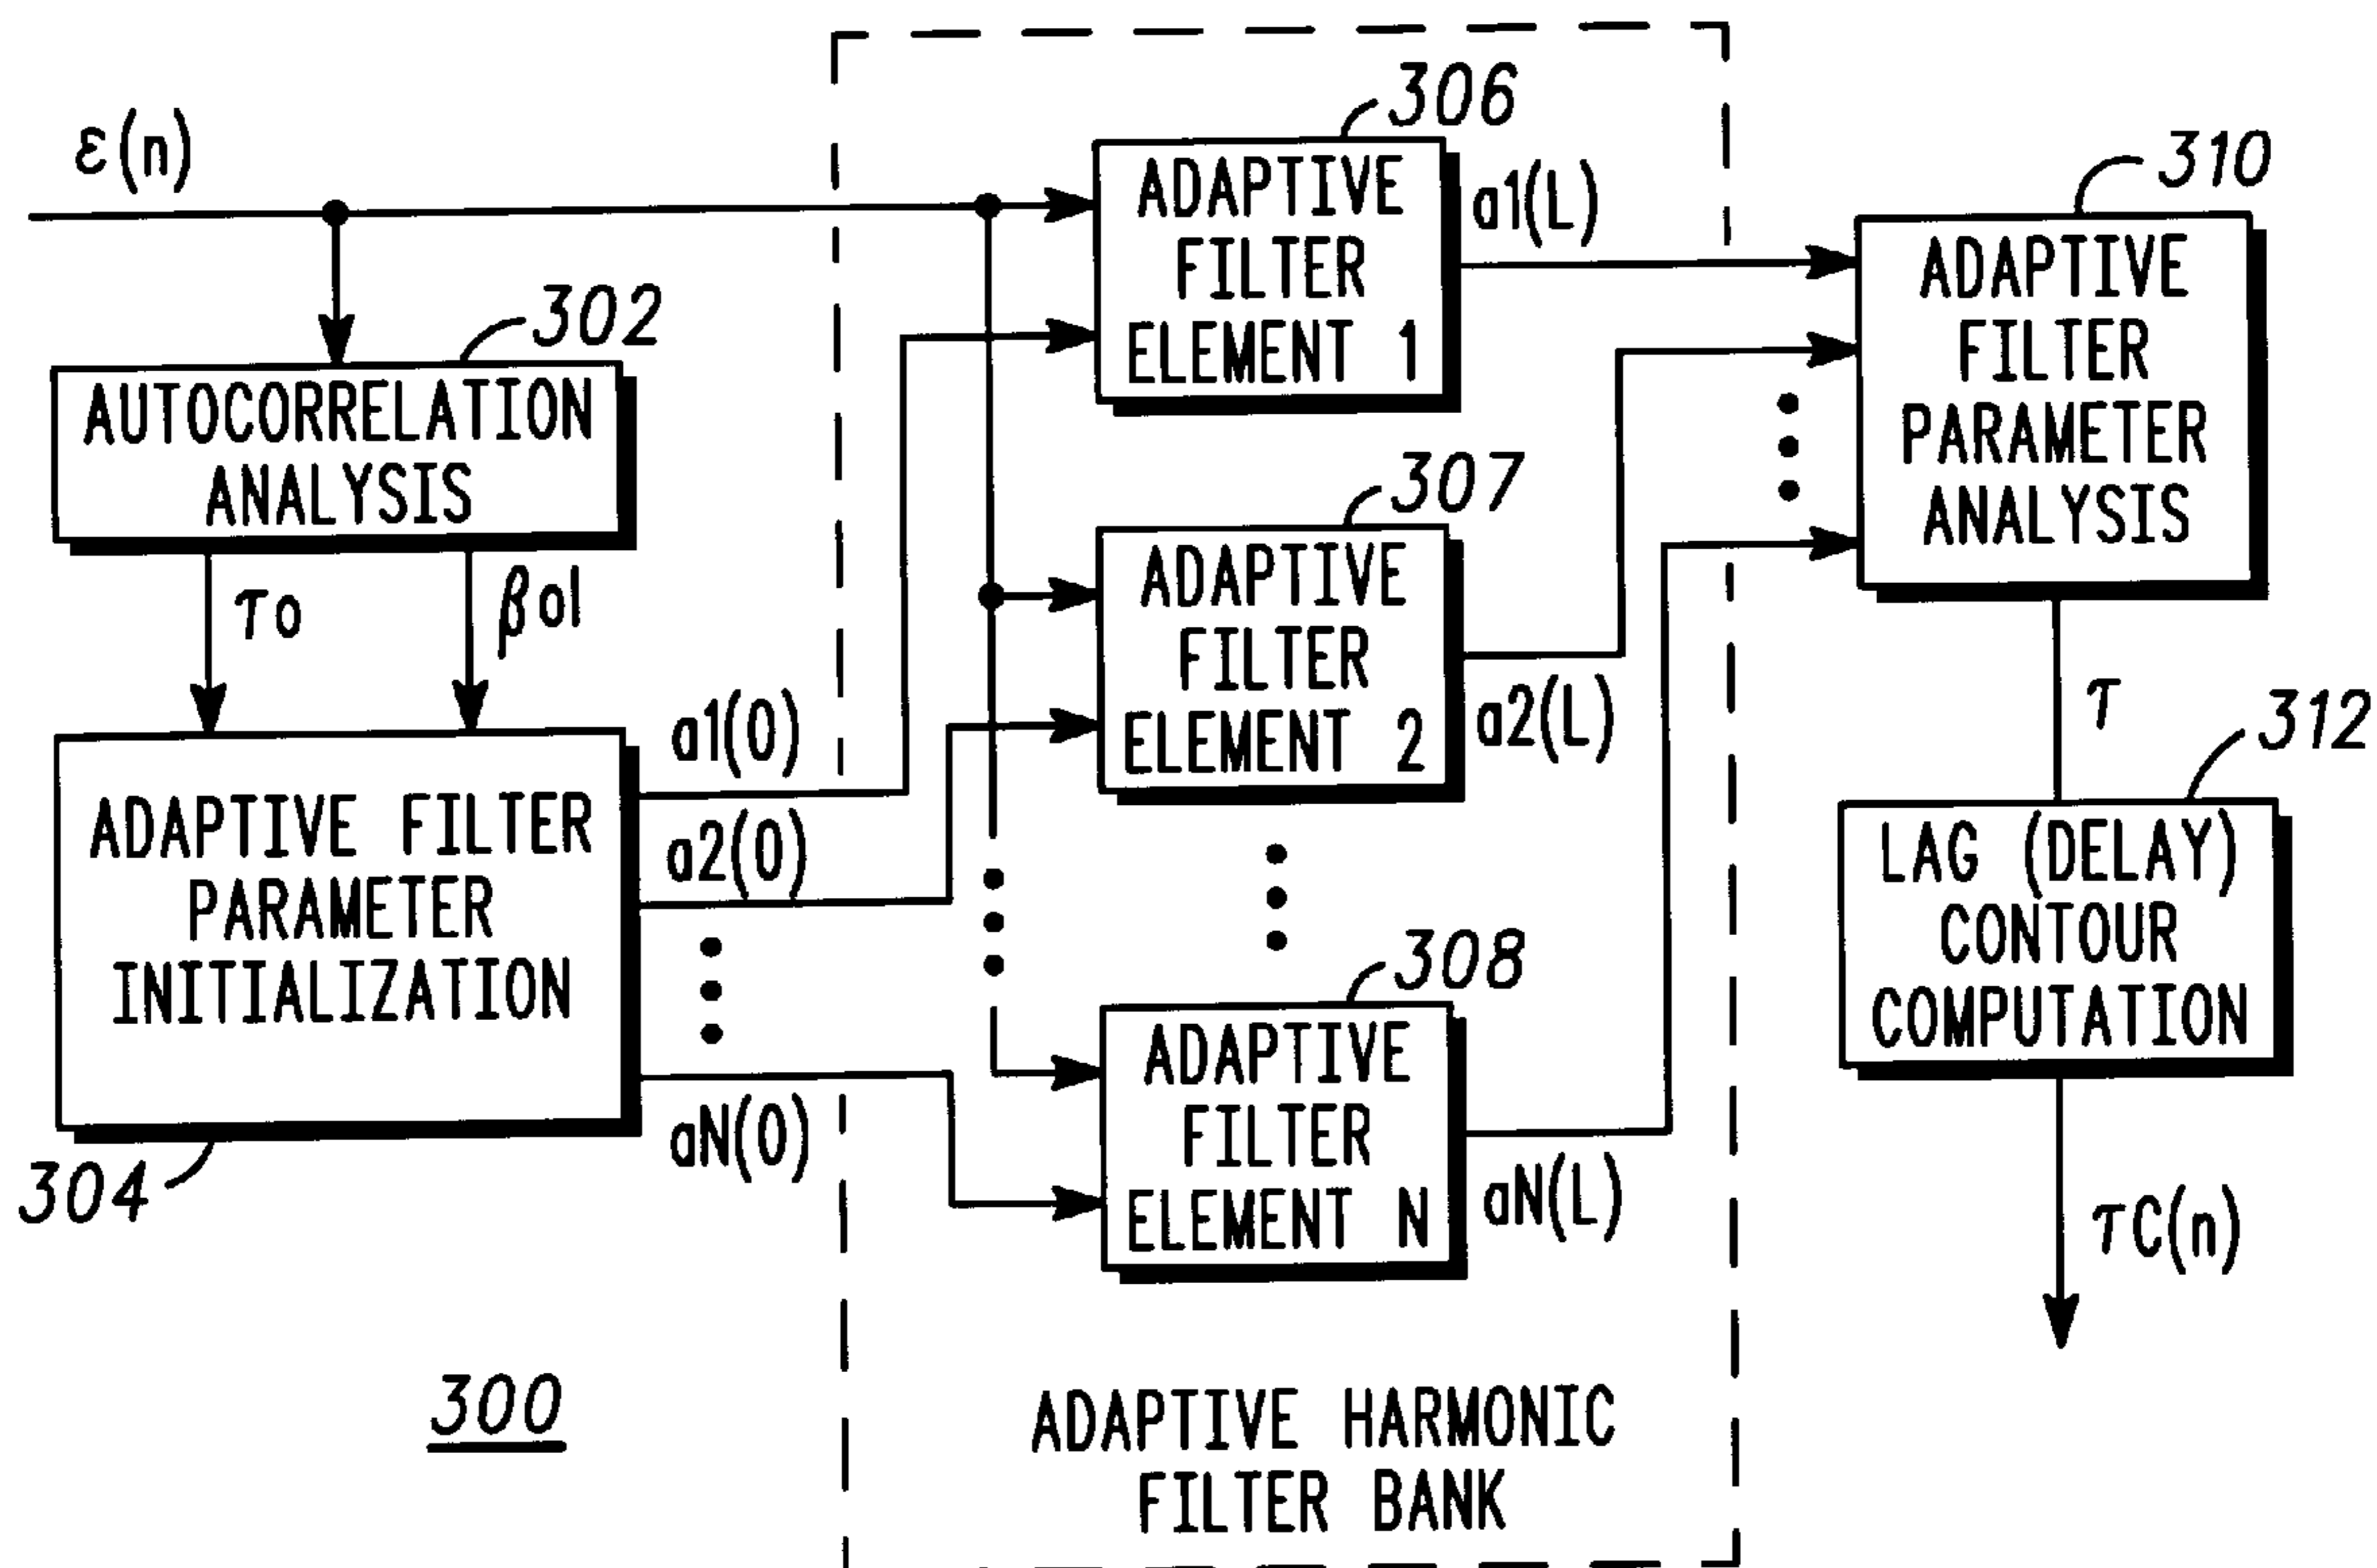 ε(n)
302
AUTOCORRELATION
ANALYSIS
τo
βol
ADAPTIVE FILTER
PARAMETER
INITIALIZATION
304
a1(0)
a2(0)
aN(0)
300
306
ADAPTIVE
FILTER
ELEMENT 1
a1(L)
307
ADAPTIVE
FILTER
ELEMENT 2
a2(L)
308
ADAPTIVE
FILTER
ELEMENT N
aN(L)
ADAPTIVE HARMONIC
FILTER BANK
310
ADAPTIVE
FILTER
PARAMETER
ANALYSIS
τ
312
LAG (DELAY)
CONTOUR
COMPUTATION
τC(n)